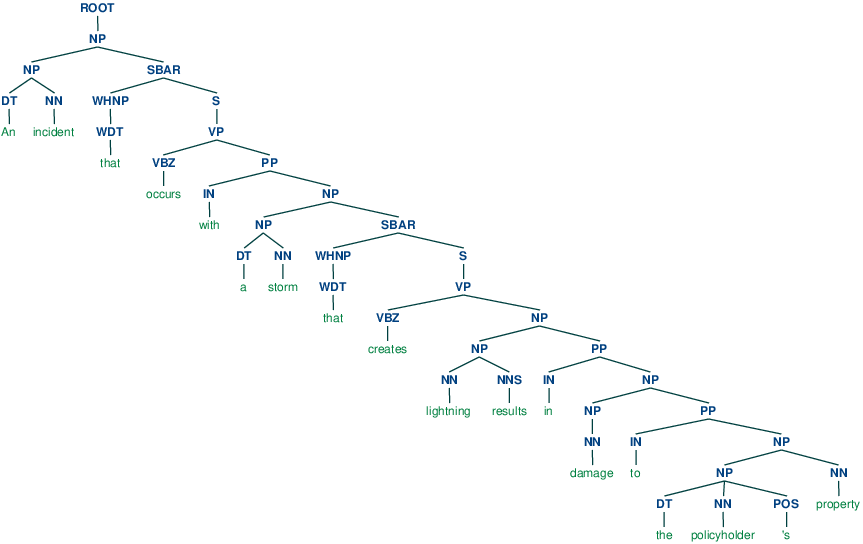 ROOT
NP
NP SBAR
DT NN WHNP S
An incident WDT VP
that VBZ PP
occurs IN NP
with NP SBAR
DT NN WHNP S
a storm WDT VP
that VBZ NP
creates NP PP
NN NNS IN NP
lightning results in NP PP
NN IN NP
damage to NP NN
DT NN POS property
the policyholder 's